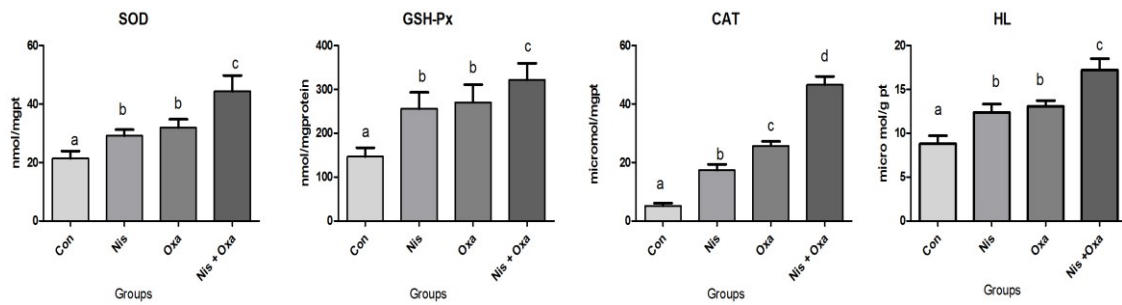 SOD
60
40
20
0
nmol/mgpt
a
b
b
c
Con
Nis
Oxa
Nis + Oxa
Groups
GSH-Px
400
300
200
100
0
nmol/mgprotein
a
b
b
c
Con
Nis
Oxa
Nis + Oxa
Groups
CAT
60
40
20
0
micromol/mgpt
a
b
c
d
Con
Nis
Oxa
Nis + Oxa
Groups
HL
20
15
10
5
0
micro mol/g pt
a
b
b
c
Con
Nis
Oxa
Nis +Oxa
Groups